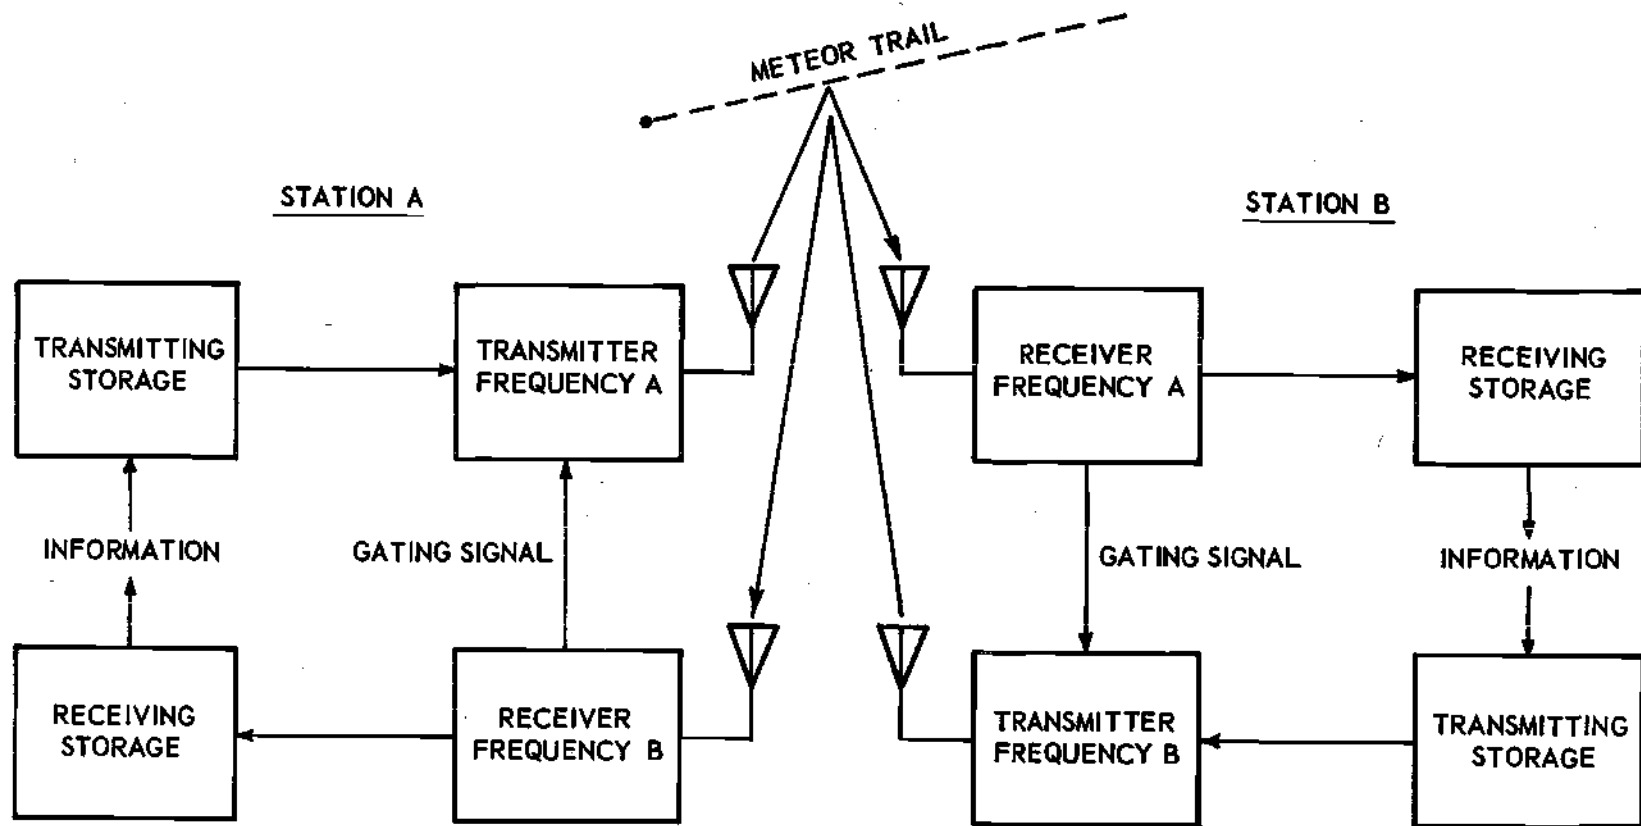 METEOR TRAIL
STATION A
STATION B
TRANSMITTING
STORAGE
TRANSMITTER
FREQUENCY A
RECEIVER
FREQUENCY A
RECEIVING
STORAGE
INFORMATION
GATING SIGNAL
GATING SIGNAL
INFORMATION
RECEIVING
STORAGE
RECEIVER
FREQUENCY B
TRANSMITTER
FREQUENCY B
TRANSMITTING
STORAGE